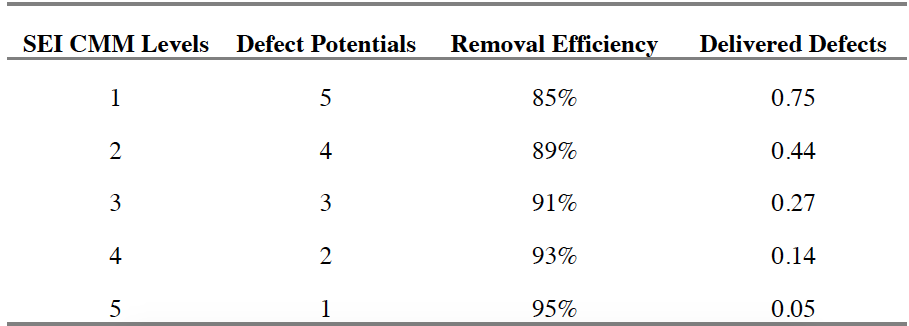 SEI CMM Levels Defect Potentials Removal Efficiency Delivered Defects
1 5 85% 0.75
2 4 89% 0.44
3 3 91% 0.27
4 2 93% 0.14
5 1 95% 0.05